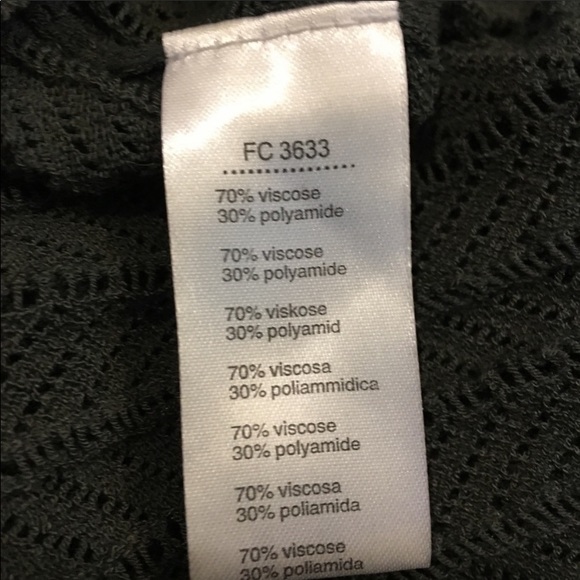 FC 3633
70% viscose
30% polyamide
70% viscose
30% polyamide
70% viskose
30% polyamid
70% viscosa
30% poliammidica
70% viscose
30% polyamide
70% viscosa
30% poliamida
70% viscose
30% poliamida